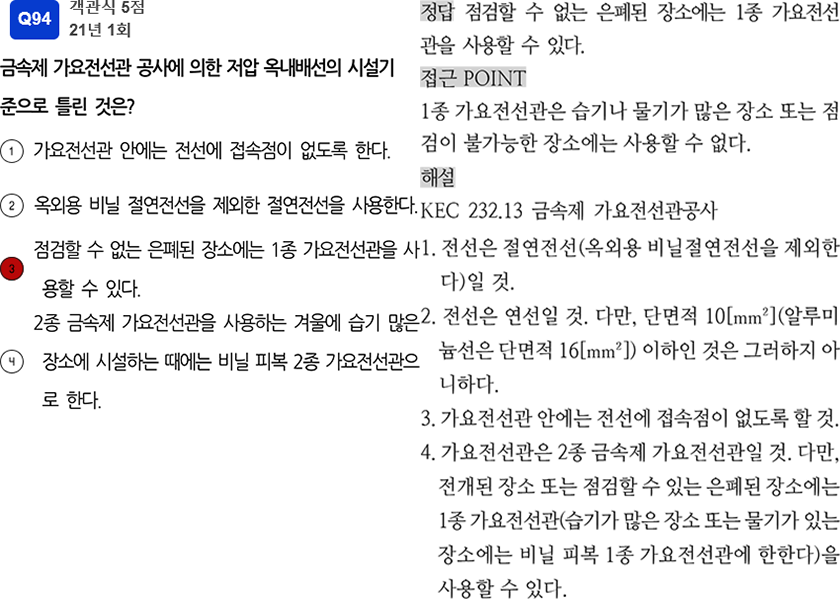 Q94
객관식 5점
21년 1회
금속제 가요전선관 공사에 의한 저압 옥내배선의 시설기
준으로 틀린 것은?
① 가요전선관 안에는 전선에 접속점이 없도록 한다.
② 옥외용 비닐 절연전선을 제외한 절연전선을 사용한다.
③ 점검할 수 없는 은폐된 장소에는 1종 가요전선관을 사
용할 수 있다.
④ 2종 금속제 가요전선관을 사용하는 겨울에 습기 많은
장소에 시설하는 때에는 비닐 피복 2종 가요전선관으
로 한다.
정답 점검할 수 없는 은폐된 장소에는 1종 가요전선
관을 사용할 수 있다.
접근 POINT
1종 가요전선관은 습기나 물기가 많은 장소 또는 점
검이 불가능한 장소에는 사용할 수 없다.
해설
KEC 232.13 금속제 가요전선관공사
1. 전선은 절연전선(옥외용 비닐절연전선을 제외한
다)일 것.
2. 전선은 연선일 것. 다만, 단면적 10[mm²](알루미
늄선은 단면적 16[mm²]) 이하인 것은 그러하지 아
니하다.
3. 가요전선관 안에는 전선에 접속점이 없도록 할 것.
4. 가요전선관은 2종 금속제 가요전선관일 것. 다만,
전개된 장소 또는 점검할 수 있는 은폐된 장소에는
1종 가요전선관(습기가 많은 장소 또는 물기가 있는
장소에는 비닐 피복 1종 가요전선관에 한한다)을
사용할 수 있다.